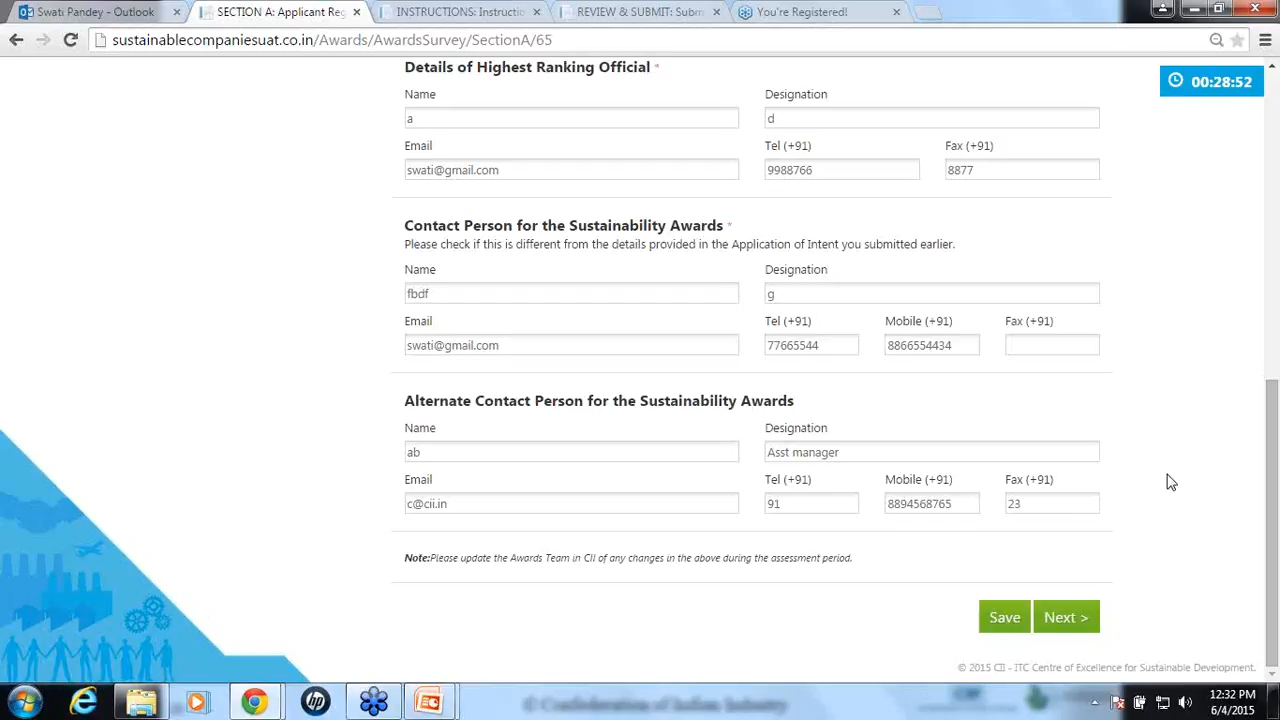 Swati Pandey - Outlook
SECTION A: Applicant Reg
INSTRUCTIONS: Instructio
REVIEW & SUBMIT: Subm
You're Registered!
sustainablecompaniesuat.co.in/Awards/AwardsSurvey/SectionA/65
Details of Highest Ranking Official *
00:28:52
Name
Designation
a
d
Email
Tel (+91)
Fax (+91)
swati@gmail.com
9988766
8877
Contact Person for the Sustainability Awards *
Please check if this is different from the details provided in the Application of Intent you submitted earlier.
Name
Designation
fbdf
g
Email
Tel (+91)
Mobile (+91)
Fax (+91)
swati@gmail.com
77665544
8866554434
Alternate Contact Person for the Sustainability Awards
Name
Designation
ab
Asst manager
Email
Tel (+91)
Mobile (+91)
Fax (+91)
c@cii.in
91
8894568765
23
Note:Please update the Awards Team in CII of any changes in the above during the assessment period.
Save
Next >
© 2015 CII - ITC Centre of Excellence for Sustainable Development.
12:32 PM
6/4/2015